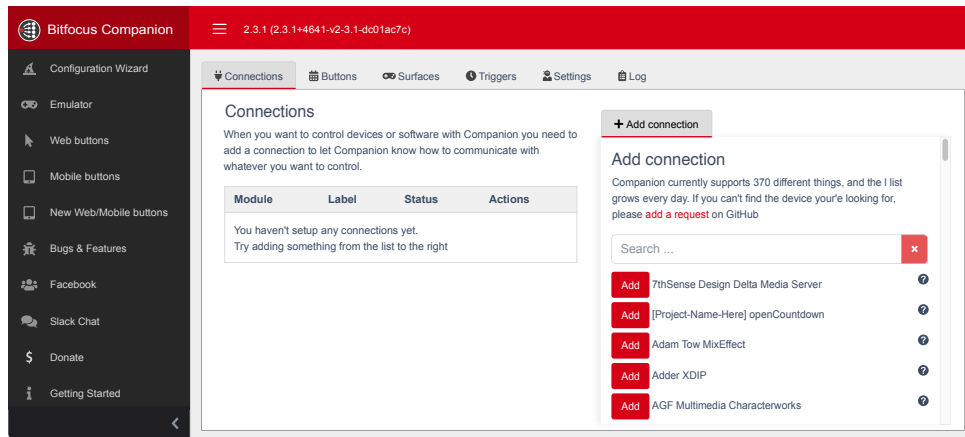 Bitfocus Companion
2.3.1 (2.3.1+4641-v2-3.1-dc01ac7c)
Configuration Wizard
Emulator
Web buttons
Mobile buttons
New Web/Mobile buttons
Bugs & Features
Facebook
Slack Chat
Donate
Getting Started
Connections
Buttons
Surfaces
Triggers
Settings
Log
Connections
When you want to control devices or software with Companion you need to
add a connection to let Companion know how to communicate with
whatever you want to control.
Module Label Status Actions
You haven't setup any connections yet.
Try adding something from the list to the right
+ Add connection
Add connection
Companion currently supports 370 different things, and the l list
grows every day. If you can't find the device your'e looking for,
please add a request on GitHub
Search ...
Add 7thSense Design Delta Media Server
Add [Project-Name-Here] openCountdown
Add Adam Tow MixEffect
Add Adder XDIP
Add AGF Multimedia Characterworks